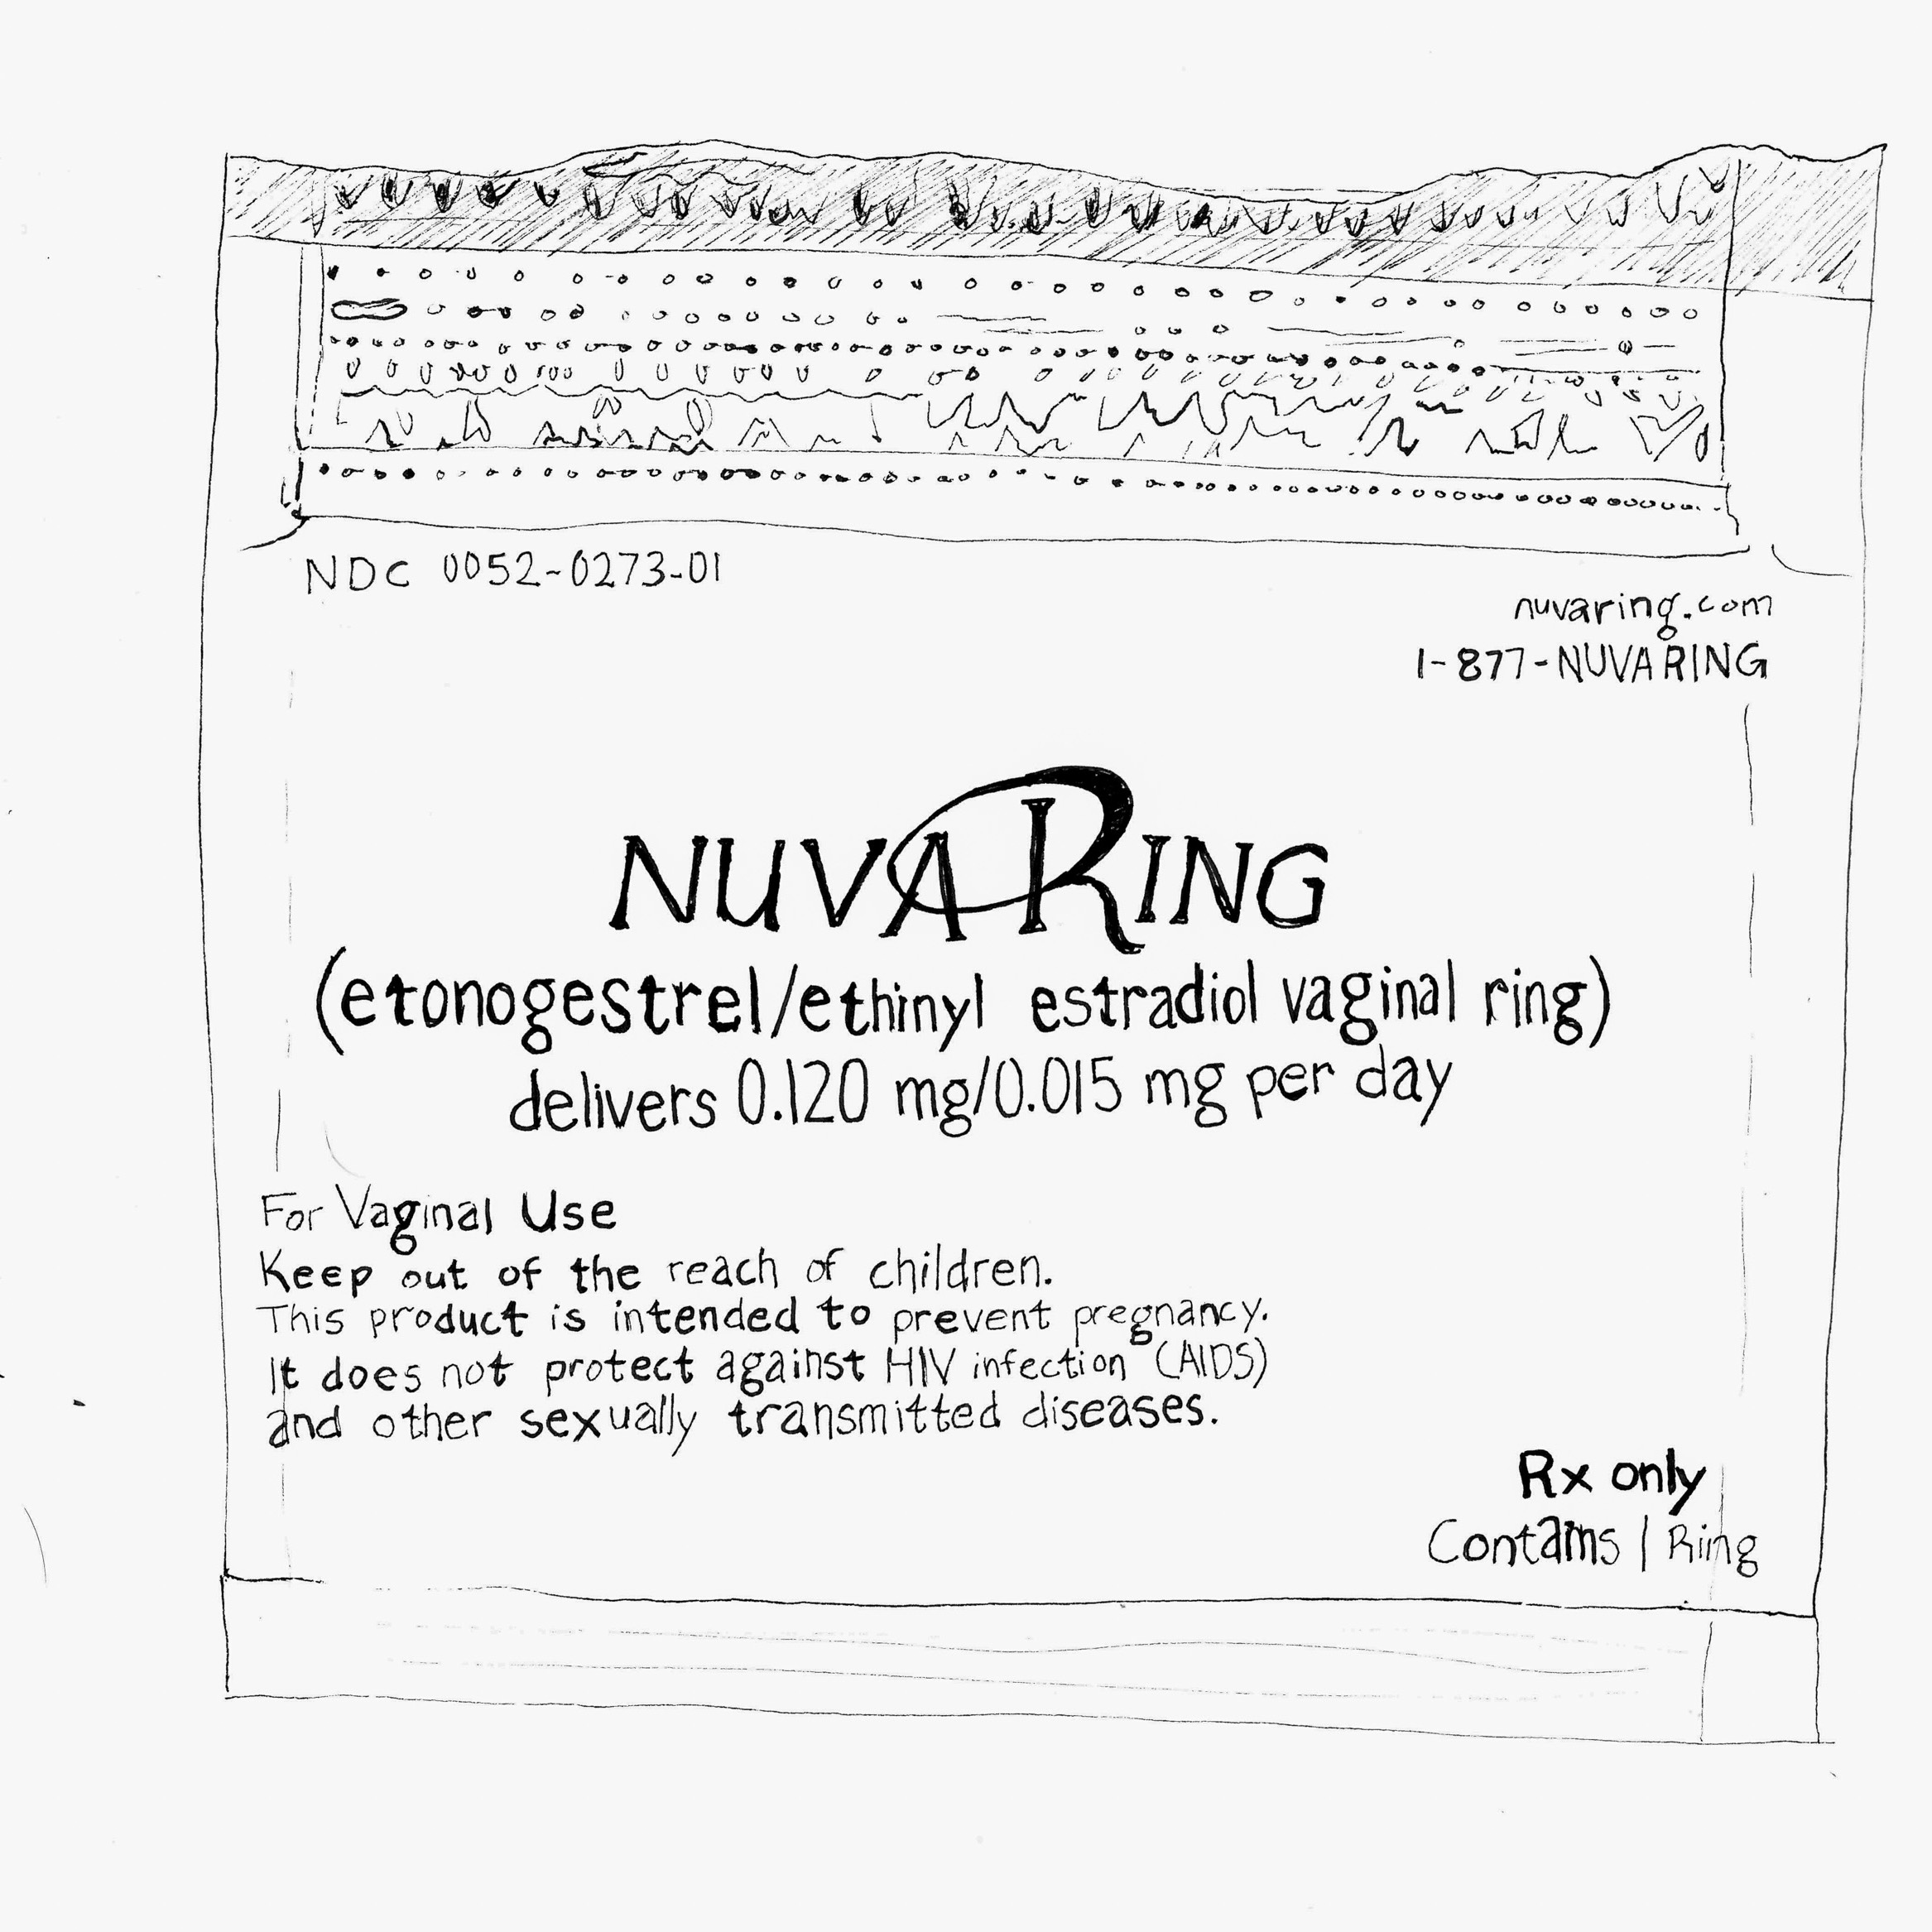 NDC 0052-0273-01
nuvaring.com
1-877-NUVARING
NUVARING
(etonogestrel/ethinyl estradiol vaginal ring)
delivers 0.120 mg/0.015 mg per day
For Vaginal Use
Keep out of the reach of children.
This product is intended to prevent pregnancy.
It does not protect against HIV infection (AIDS)
and other sexually transmitted diseases.
Rx only
Contains 1 Ring